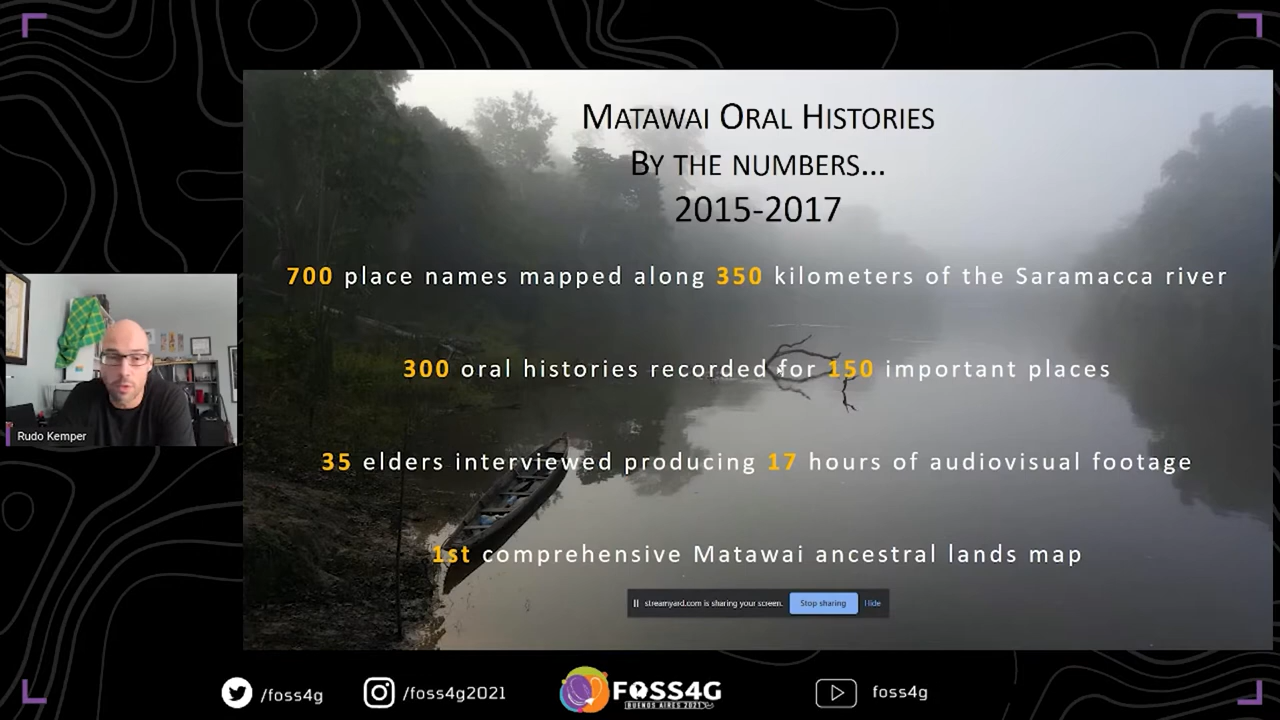 MATAWAI ORAL HISTORIES
BY THE NUMBERS...
2015-2017
700 place names mapped along 350 kilometers of the Saramacca river
300 oral histories recorded for 150 important places
35 elders interviewed producing 17 hours of audiovisual footage
1st comprehensive Matawai ancestral lands map
streamyard.com is sharing your screen. Stop sharing Hide
Rudo Kemper
/foss4g
/foss4g2021
FOSS4G
BUENOS AIRES 2021
foss4g